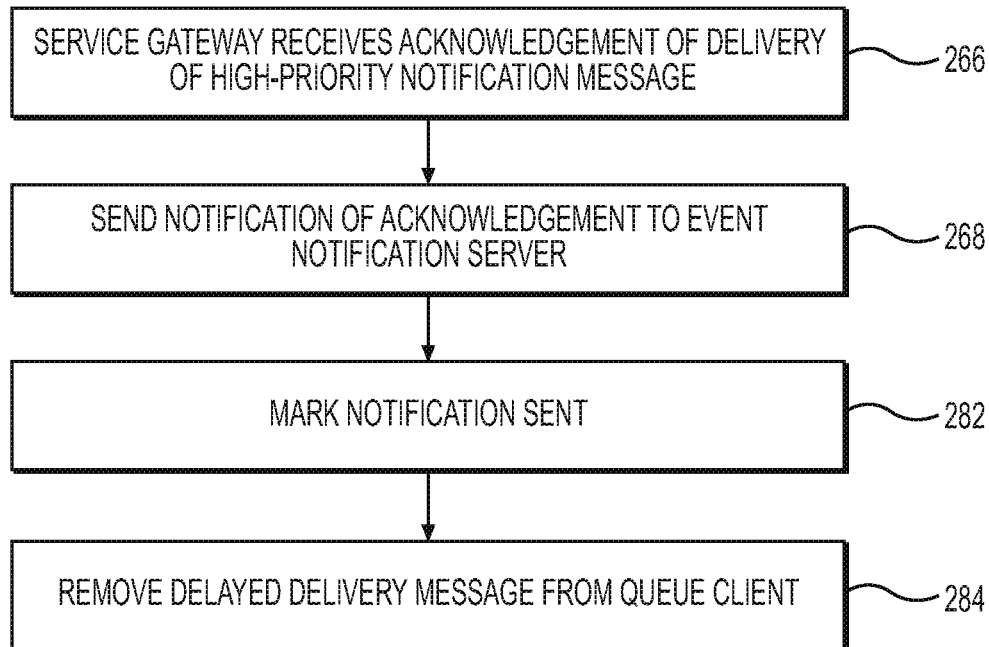 SERVICE GATEWAY RECEIVES ACKNOWLEDGEMENT OF DELIVERY
OF HIGH-PRIORITY NOTIFICATION MESSAGE
266
SEND NOTIFICATION OF ACKNOWLEDGEMENT TO EVENT
NOTIFICATION SERVER
268
MARK NOTIFICATION SENT
282
REMOVE DELAYED DELIVERY MESSAGE FROM QUEUE CLIENT
284